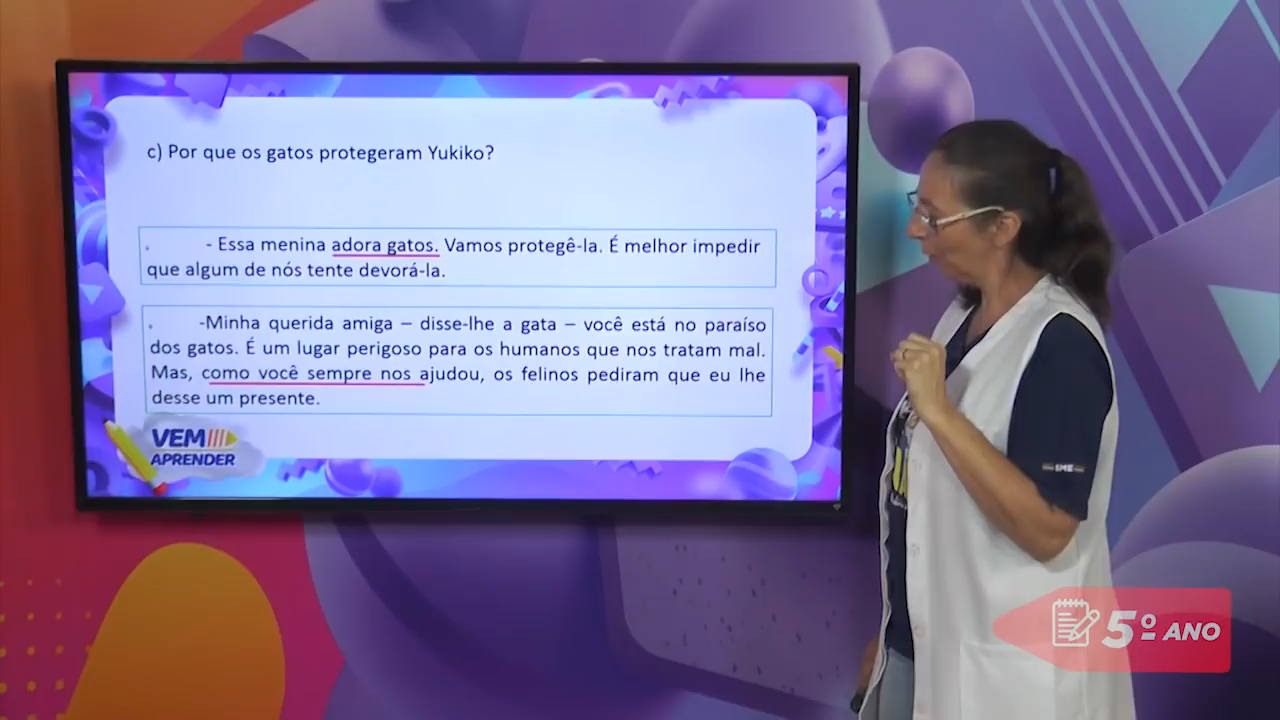 c) Por que os gatos protegeram Yukiko?
. - Essa menina adora gatos. Vamos protegê-la. É melhor impedir
que algum de nós tente devorá-la.
. -Minha querida amiga – disse-lhe a gata – você está no paraíso
dos gatos. É um lugar perigoso para os humanos que nos tratam mal.
Mas, como você sempre nos ajudou, os felinos pediram que eu lhe
desse um presente.
VEM
APRENDER
SME
5º ANO